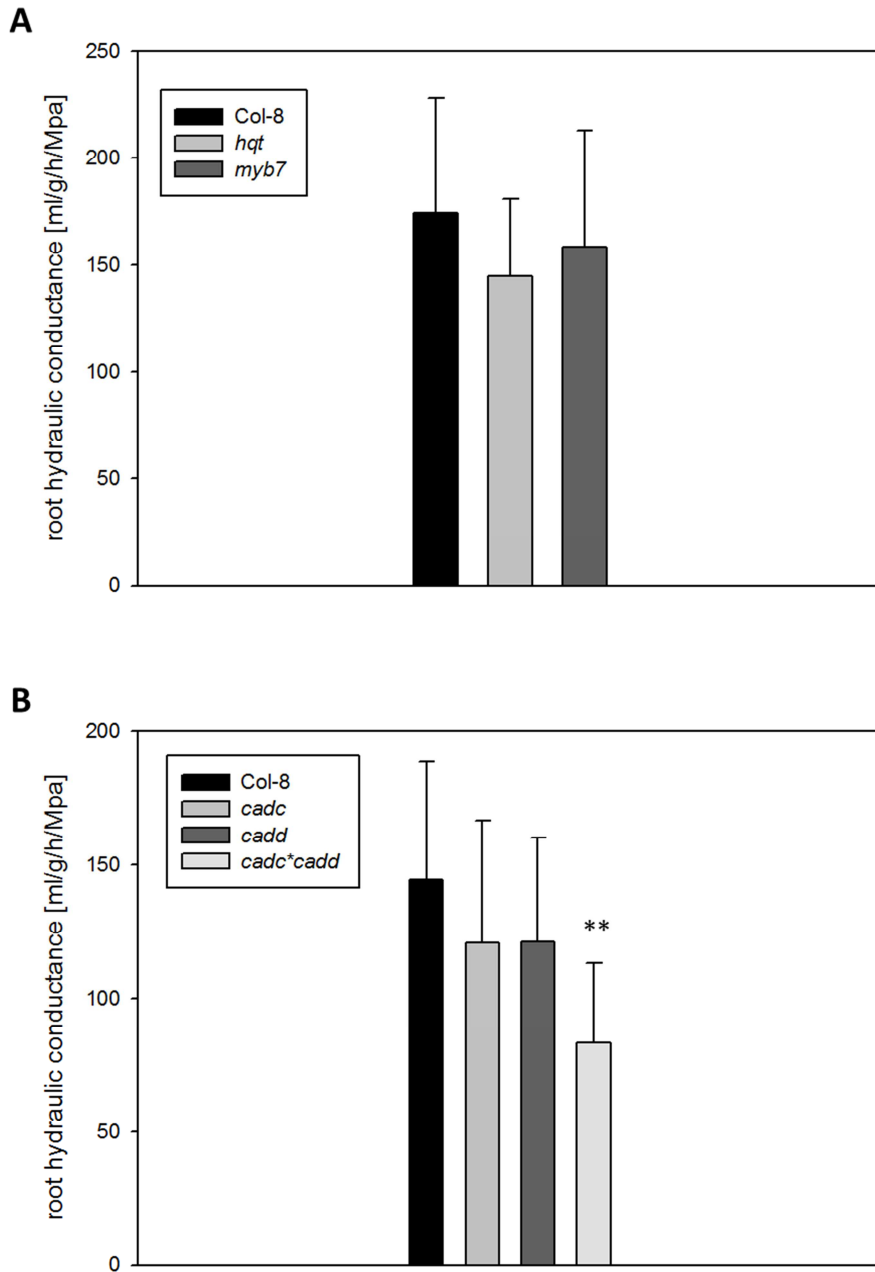 A
root hydraulic conductance [ml/g/h/Mpa]
250
200
150
100
50
0
Col-8
hqt
myb7
B
root hydraulic conductance [ml/g/h/Mpa]
200
150
100
50
0
Col-8
cadc
cadd
cadc*cadd
**